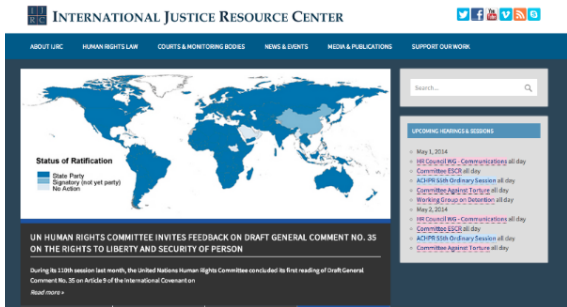 IJRC
INTERNATIONAL JUSTICE RESOURCE CENTER
ABOUT IJRC HUMAN RIGHTS LAW COURTS & MONITORING BODIES NEWS & EVENTS MEDIA & PUBLICATIONS SUPPORT OUR WORK
Status of Ratification
State Party
Signatory (not yet party)
No Action
UN HUMAN RIGHTS COMMITTEE INVITES FEEDBACK ON DRAFT GENERAL COMMENT NO. 35
ON THE RIGHTS TO LIBERTY AND SECURITY OF PERSON
During its 110th session last month, the United Nations Human Rights Committee concluded its first reading of Draft General
Comment No. 35 on Article 9 of the International Covenant on
Read more »
Search...
UPCOMING HEARINGS & SESSIONS
May 1, 2014
HR Council WG - Communications all day
Committee ESCR all day
ACHPR 55th Ordinary Session all day
Committee Against Torture all day
Working Group on Detention all day
May 2, 2014
HR Council WG - Communications all day
Committee ESCR all day
ACHPR 55th Ordinary Session all day
Committee Against Torture all day